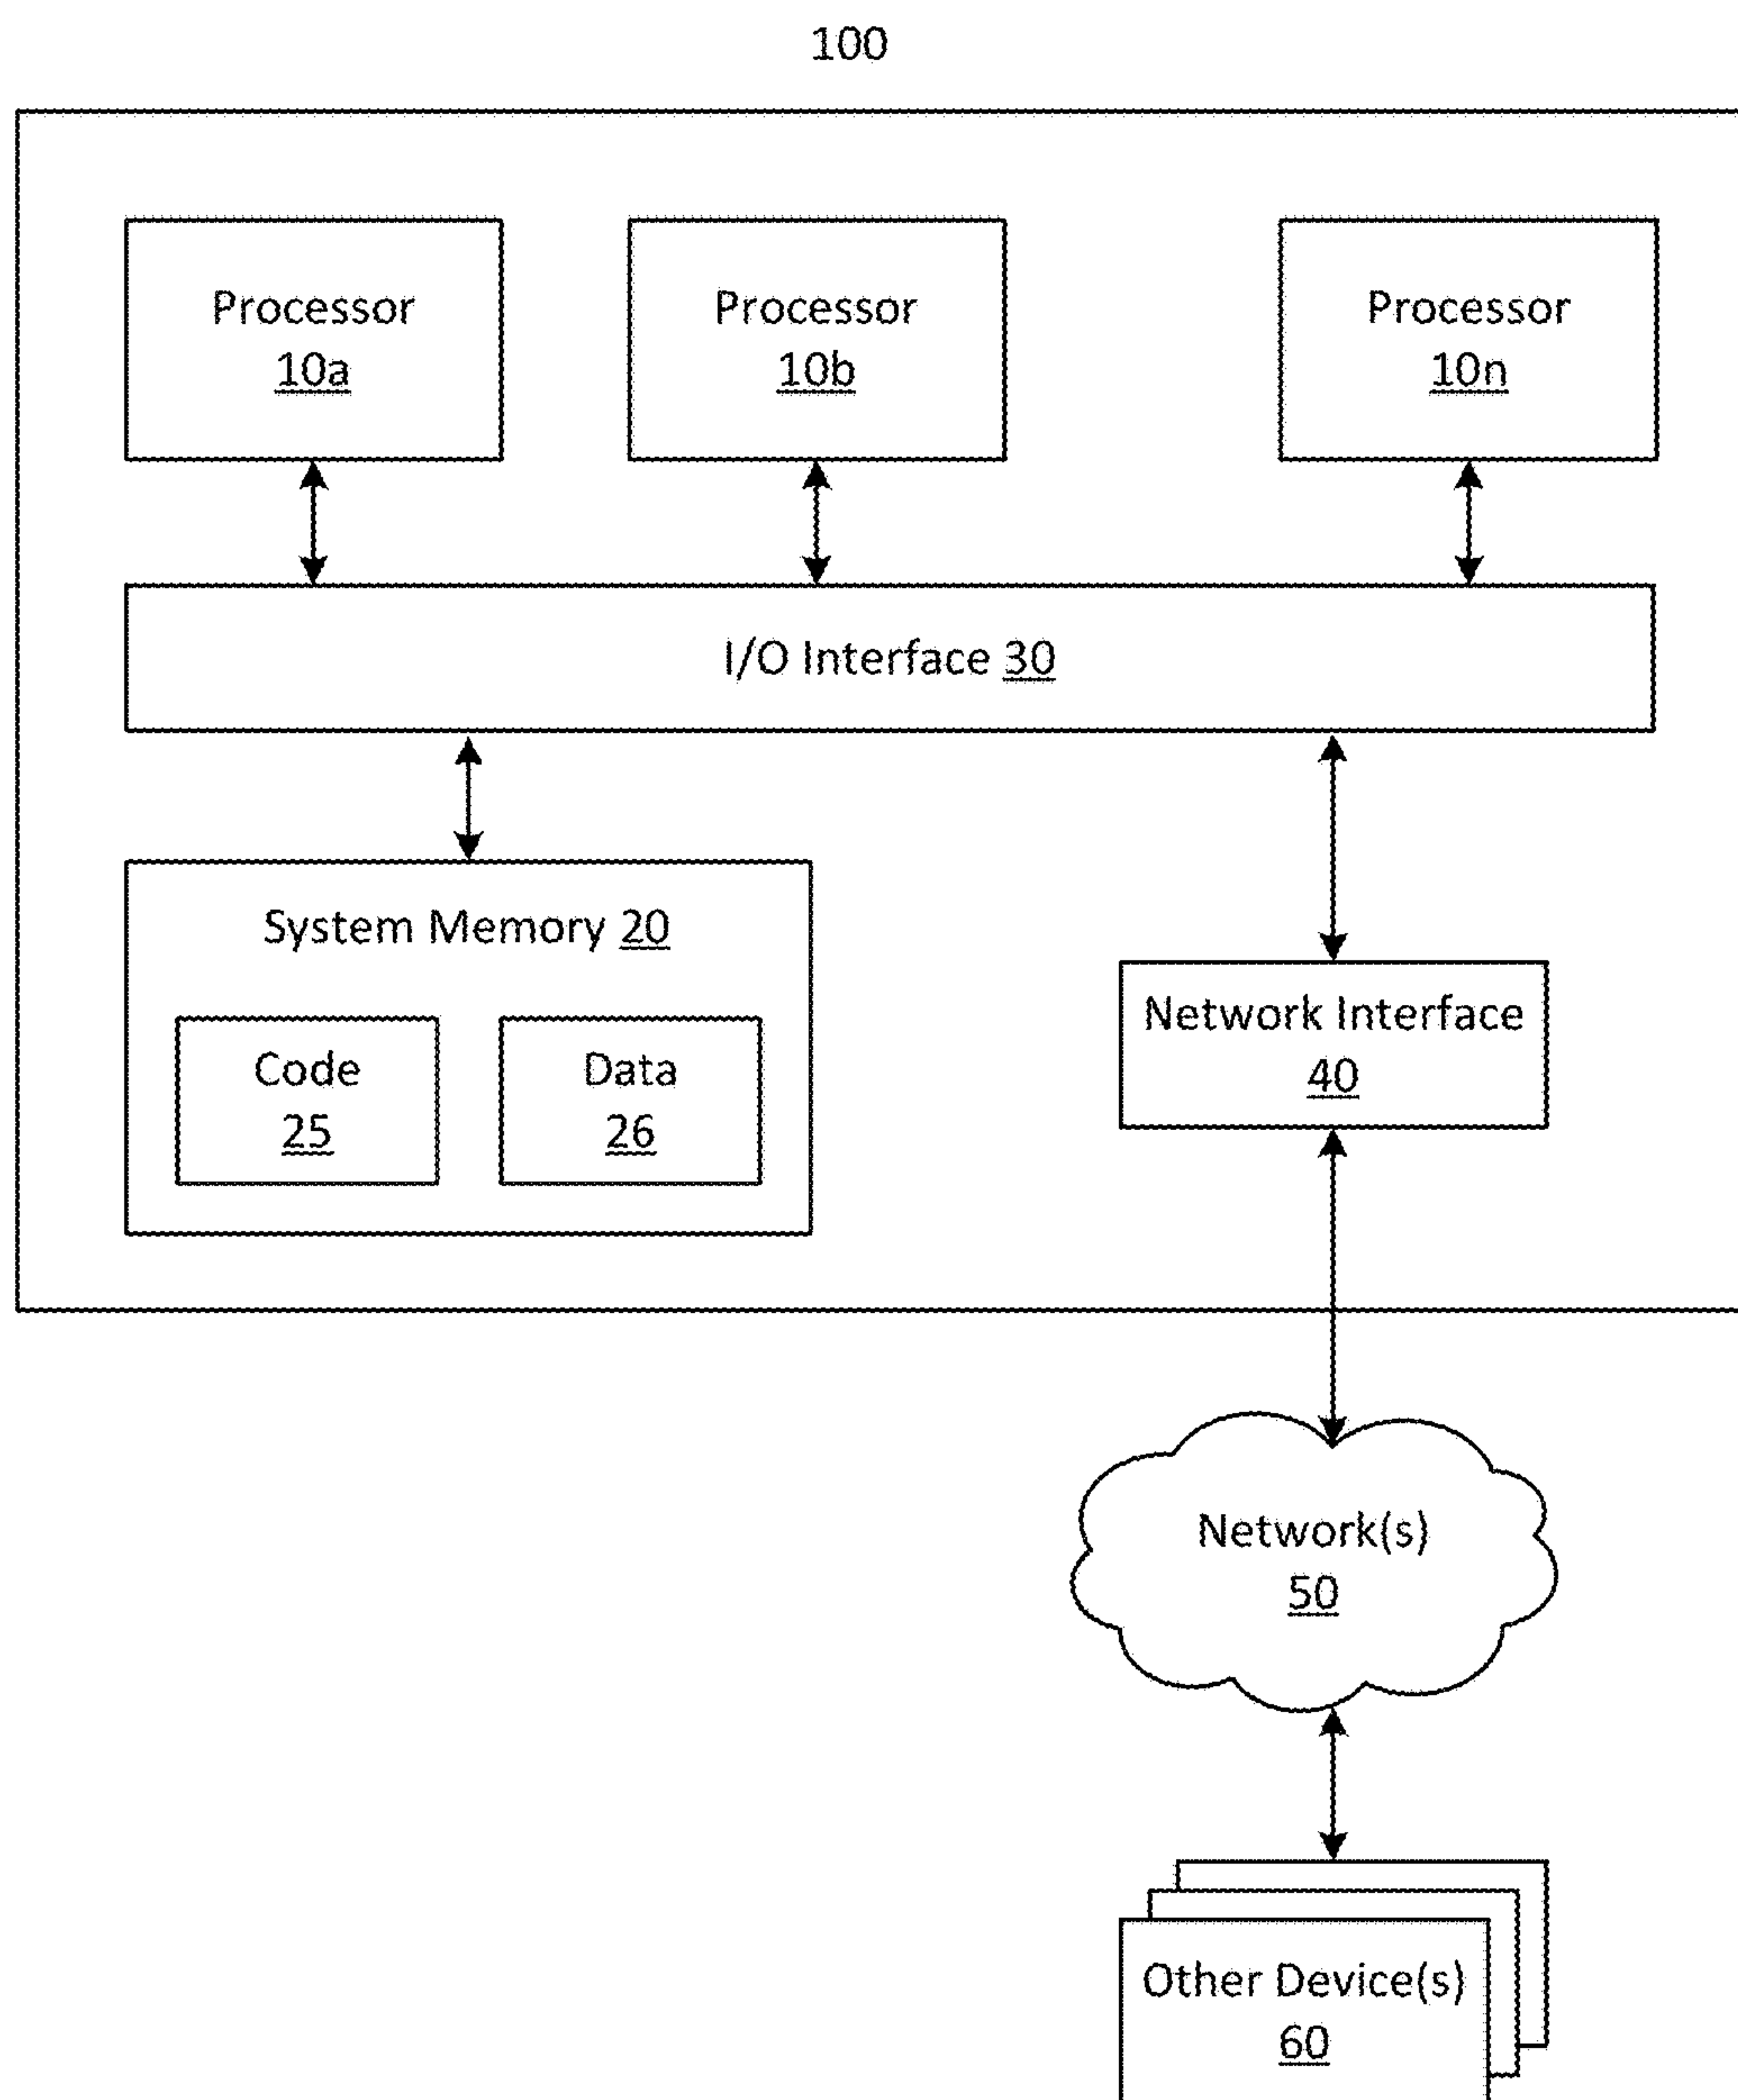 100
Processor
10a
Processor
10b
Processor
10n
I/O Interface 30
System Memory 20
Code
25
Data
26
Network Interface
40
Network(s)
50
Other Device(s)
60